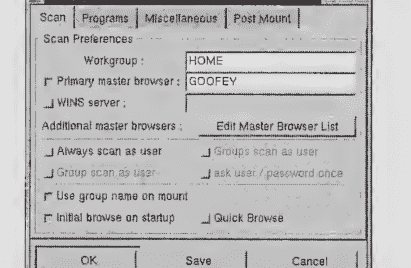 Scan Programs Miscellaneous Post Mount
Scan Preferences
Workgroup : HOME
Primary master browser : GOOFEY
WINS server :
Additional master browsers : Edit Master Browser List
Always scan as user Groups scan as user
Group scan as user ask user / password once
Use group name on mount
Initial browse on startup Quick Browse
OK Save Cancel